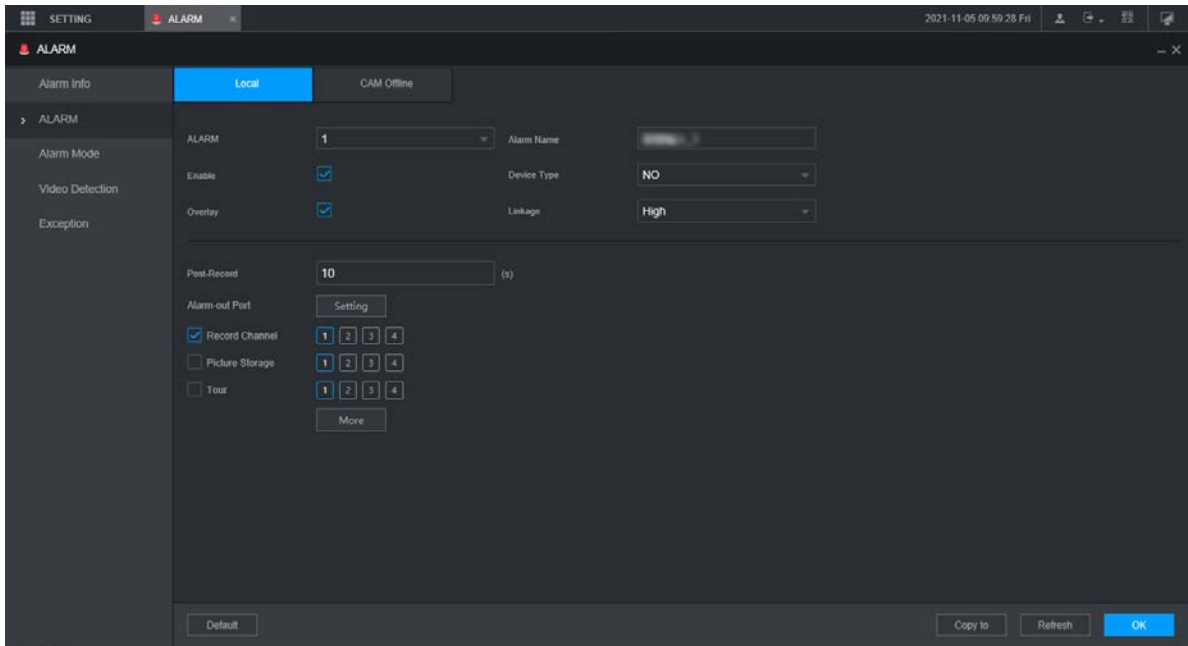 SETTING
ALARM
2021-11-05 09:59:28 Fri
ALARM
Alarm Info
ALARM
Alarm Mode
Video Detection
Exception
Local
CAM Offline
ALARM
1
Alarm Name
Enable
Device Type
NO
Overlay
Linkage
High
Post-Record
10
(s)
Alarm-out Port
Setting
Record Channel
1 2 3 4
Picture Storage
1 2 3 4
Tour
1 2 3 4
More
Default
Copy to
Refresh
OK